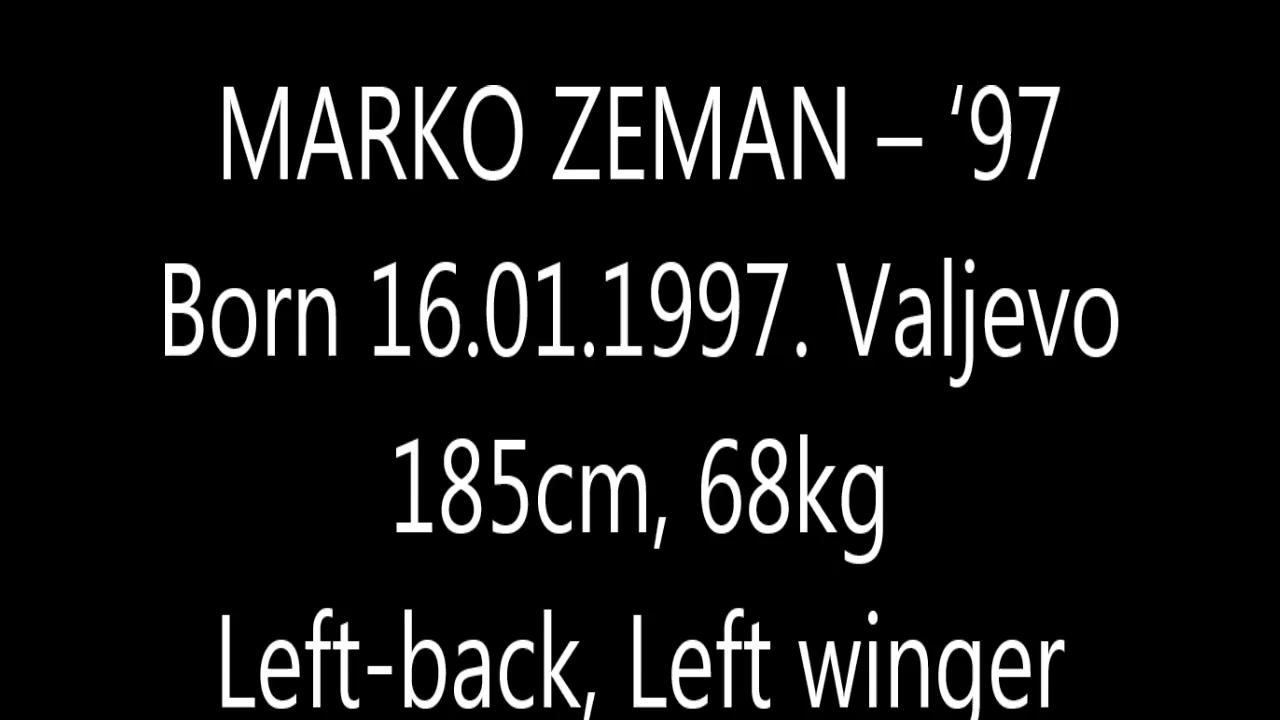 MARKO ZEMAN – ‘97
Born 16.01.1997. Valjevo
185cm, 68kg
Left-back, Left winger